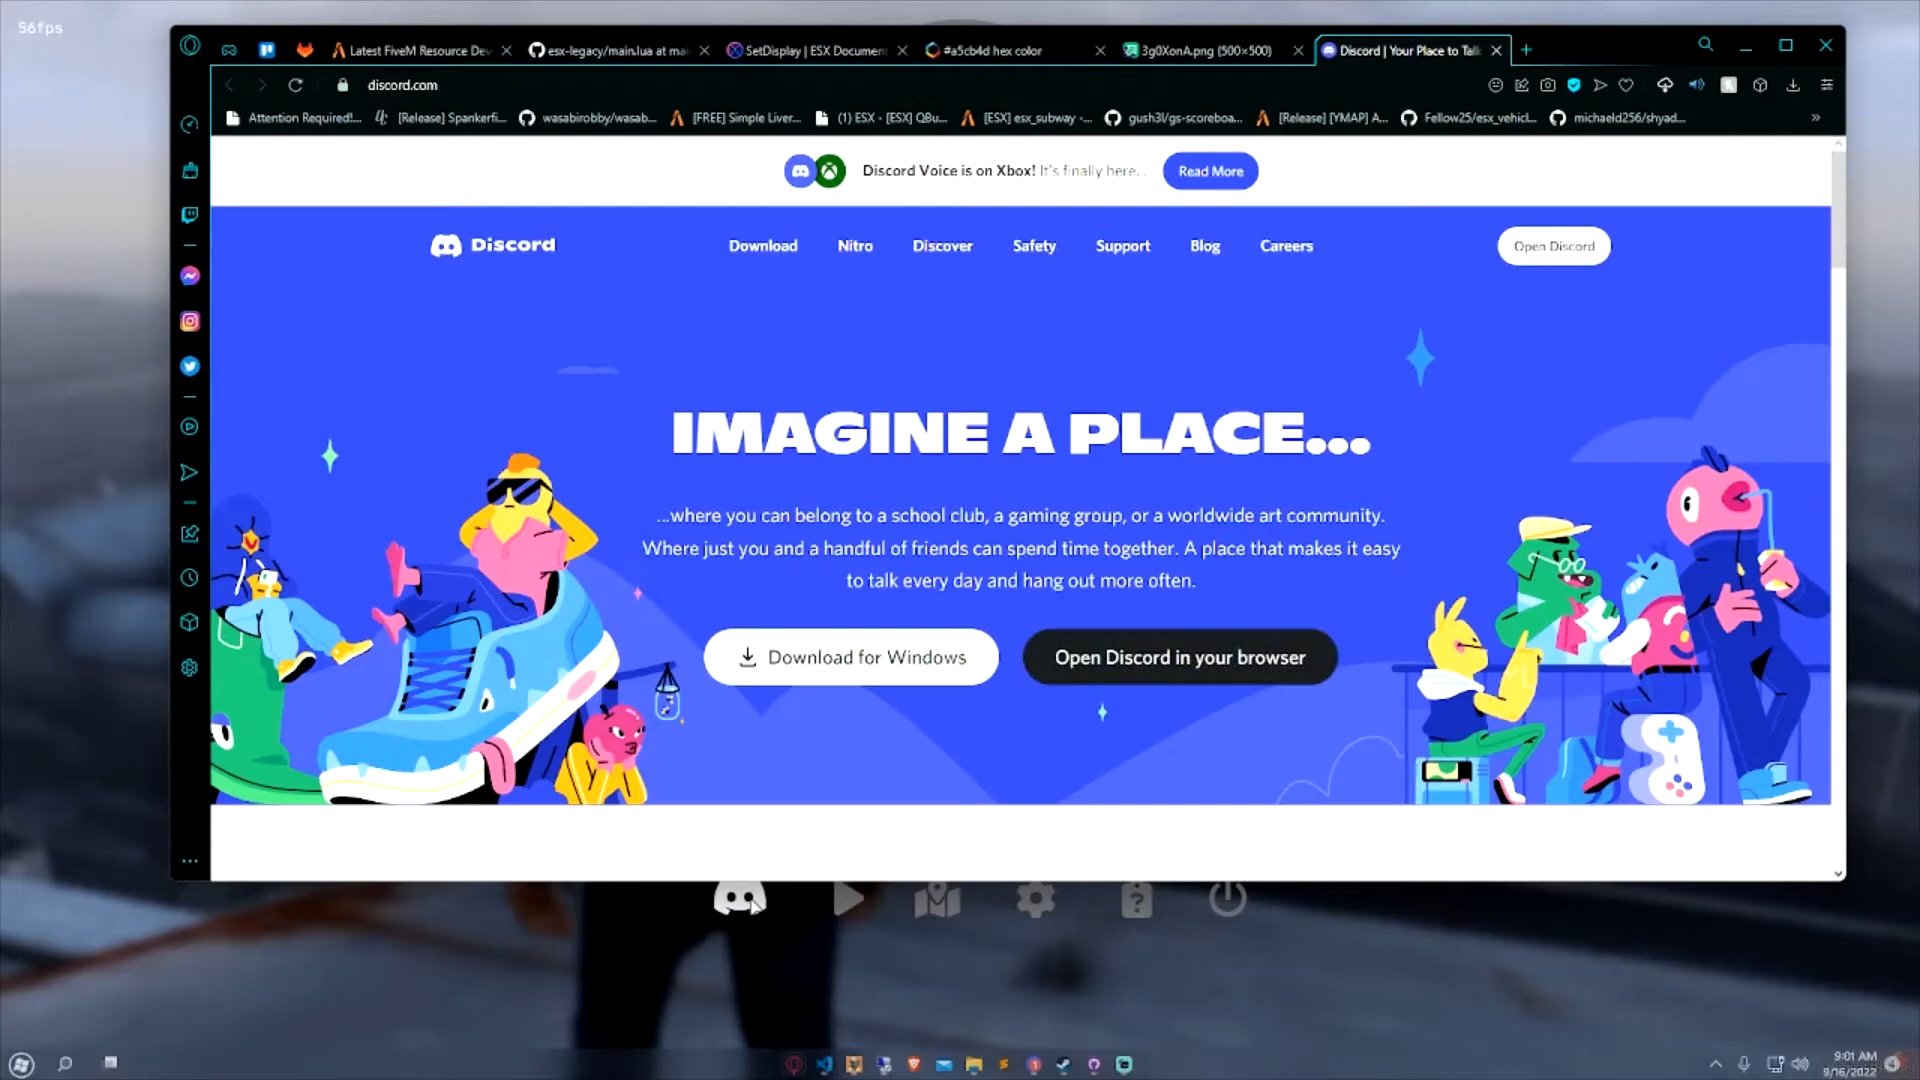 56fps
Latest FiveM Resource Dev
esx-legacy/main.lua at mai
SetDisplay | ESX Document
#a5cb4d hex color
3g0XonA.png (500×500)
Discord | Your Place to Talk
discord.com
Attention Required!...
[Release] Spankerfi...
wasabirobby/wasab...
[FREE] Simple Liver...
(1) ESX - [ESX] QBu...
[ESX] esx_subway -...
gush3l/gs-scoreboa...
[Release] [YMAP] A...
Fellow25/esx_vehicl...
michaeld256/shyad...
»
Discord Voice is on Xbox! It's finally here...
Read More
Discord
Download
Nitro
Discover
Safety
Support
Blog
Careers
Open Discord
IMAGINE A PLACE...
...where you can belong to a school club, a gaming group, or a worldwide art community.
Where just you and a handful of friends can spend time together. A place that makes it easy
to talk every day and hang out more often.
Download for Windows
Open Discord in your browser
9:01 AM
9/16/2022
4